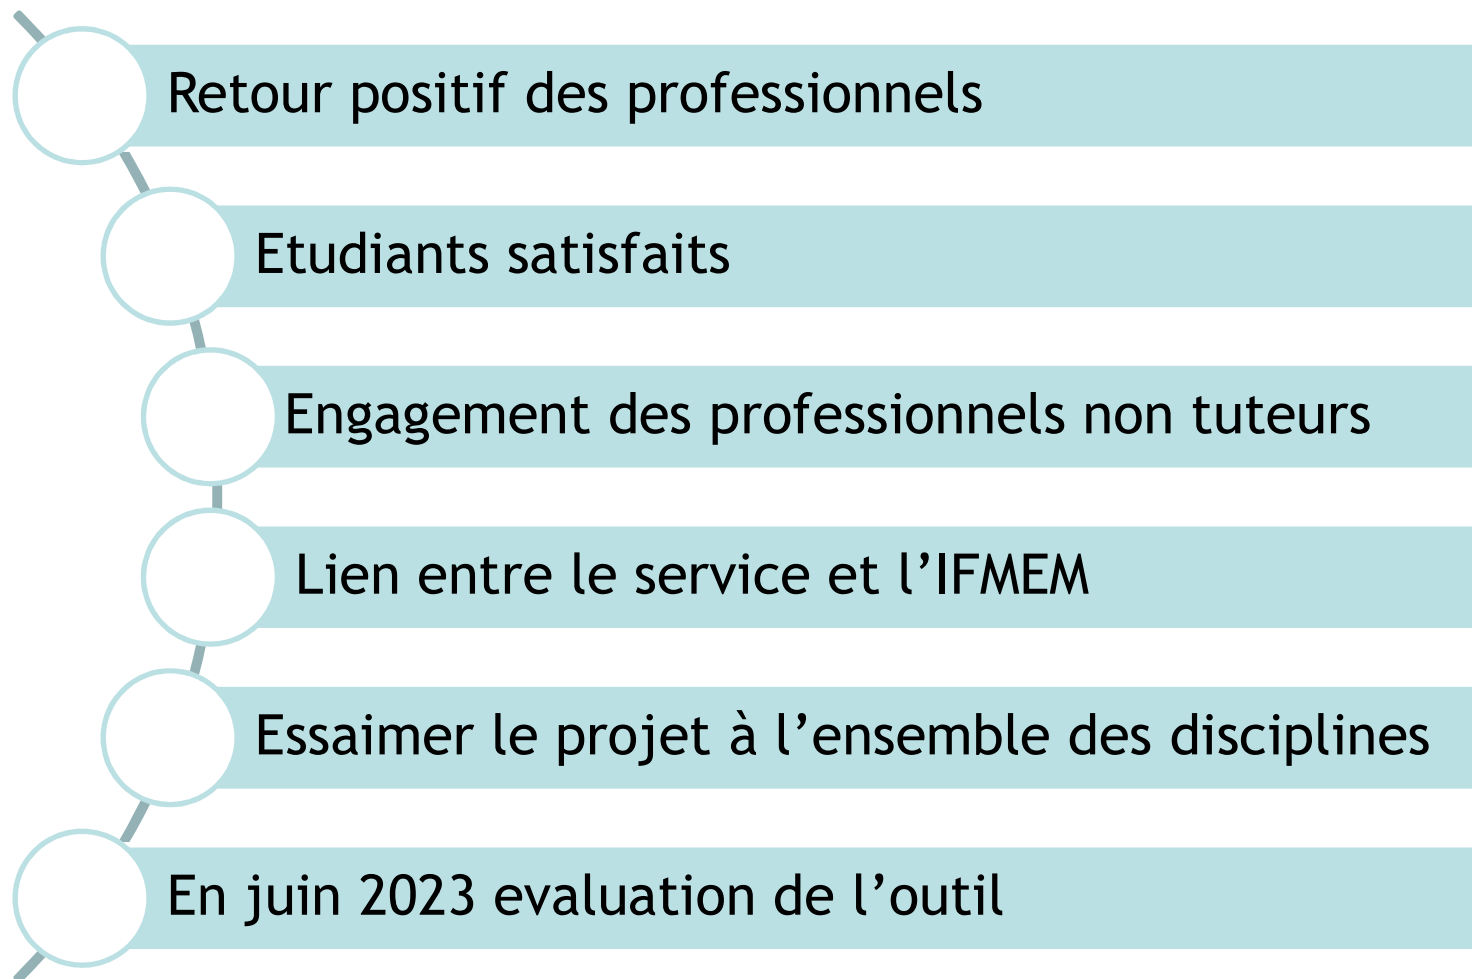 Retour positif des professionnels
Etudiants satisfaits
Engagement des professionnels non tuteurs
Lien entre le service et l’IFMEM
Essaimer le projet à l’ensemble des disciplines
En juin 2023 evaluation de l’outil